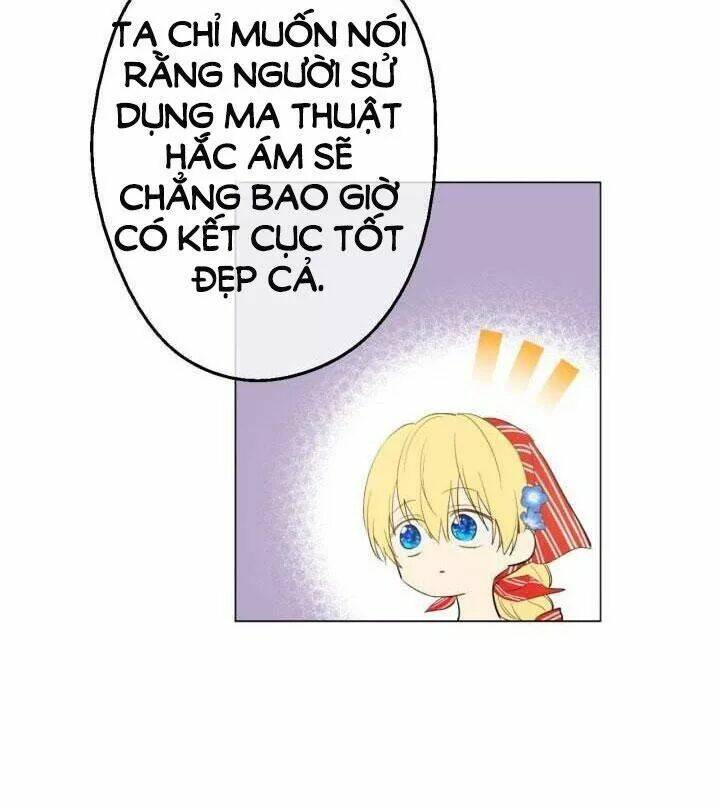 TA CHỈ MUỐN NÓI
RẰNG NGƯỜI SỬ
DỤNG MA THUẬT
HẮC ÁM SẼ
CHẲNG BAO GIỜ
CÓ KẾT CỤC TỐT
ĐẸP CẢ.